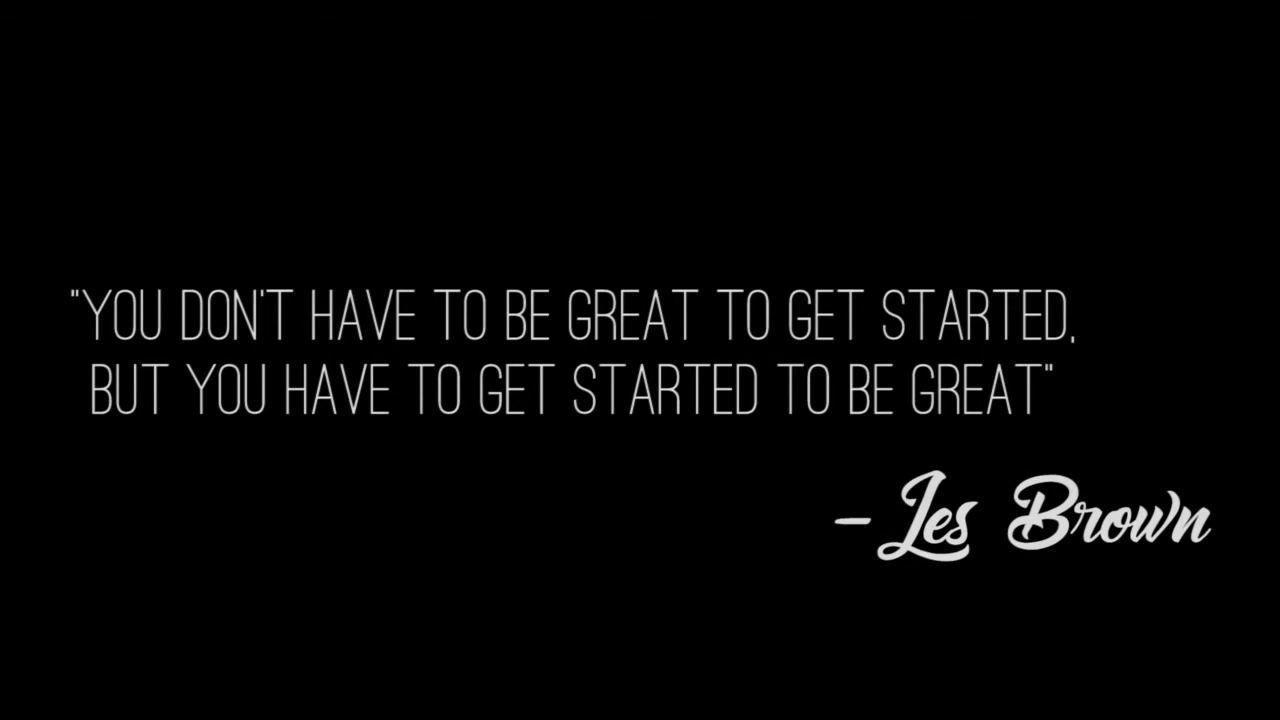 "YOU DON'T HAVE TO BE GREAT TO GET STARTED,
BUT YOU HAVE TO GET STARTED TO BE GREAT"
– Les Brown